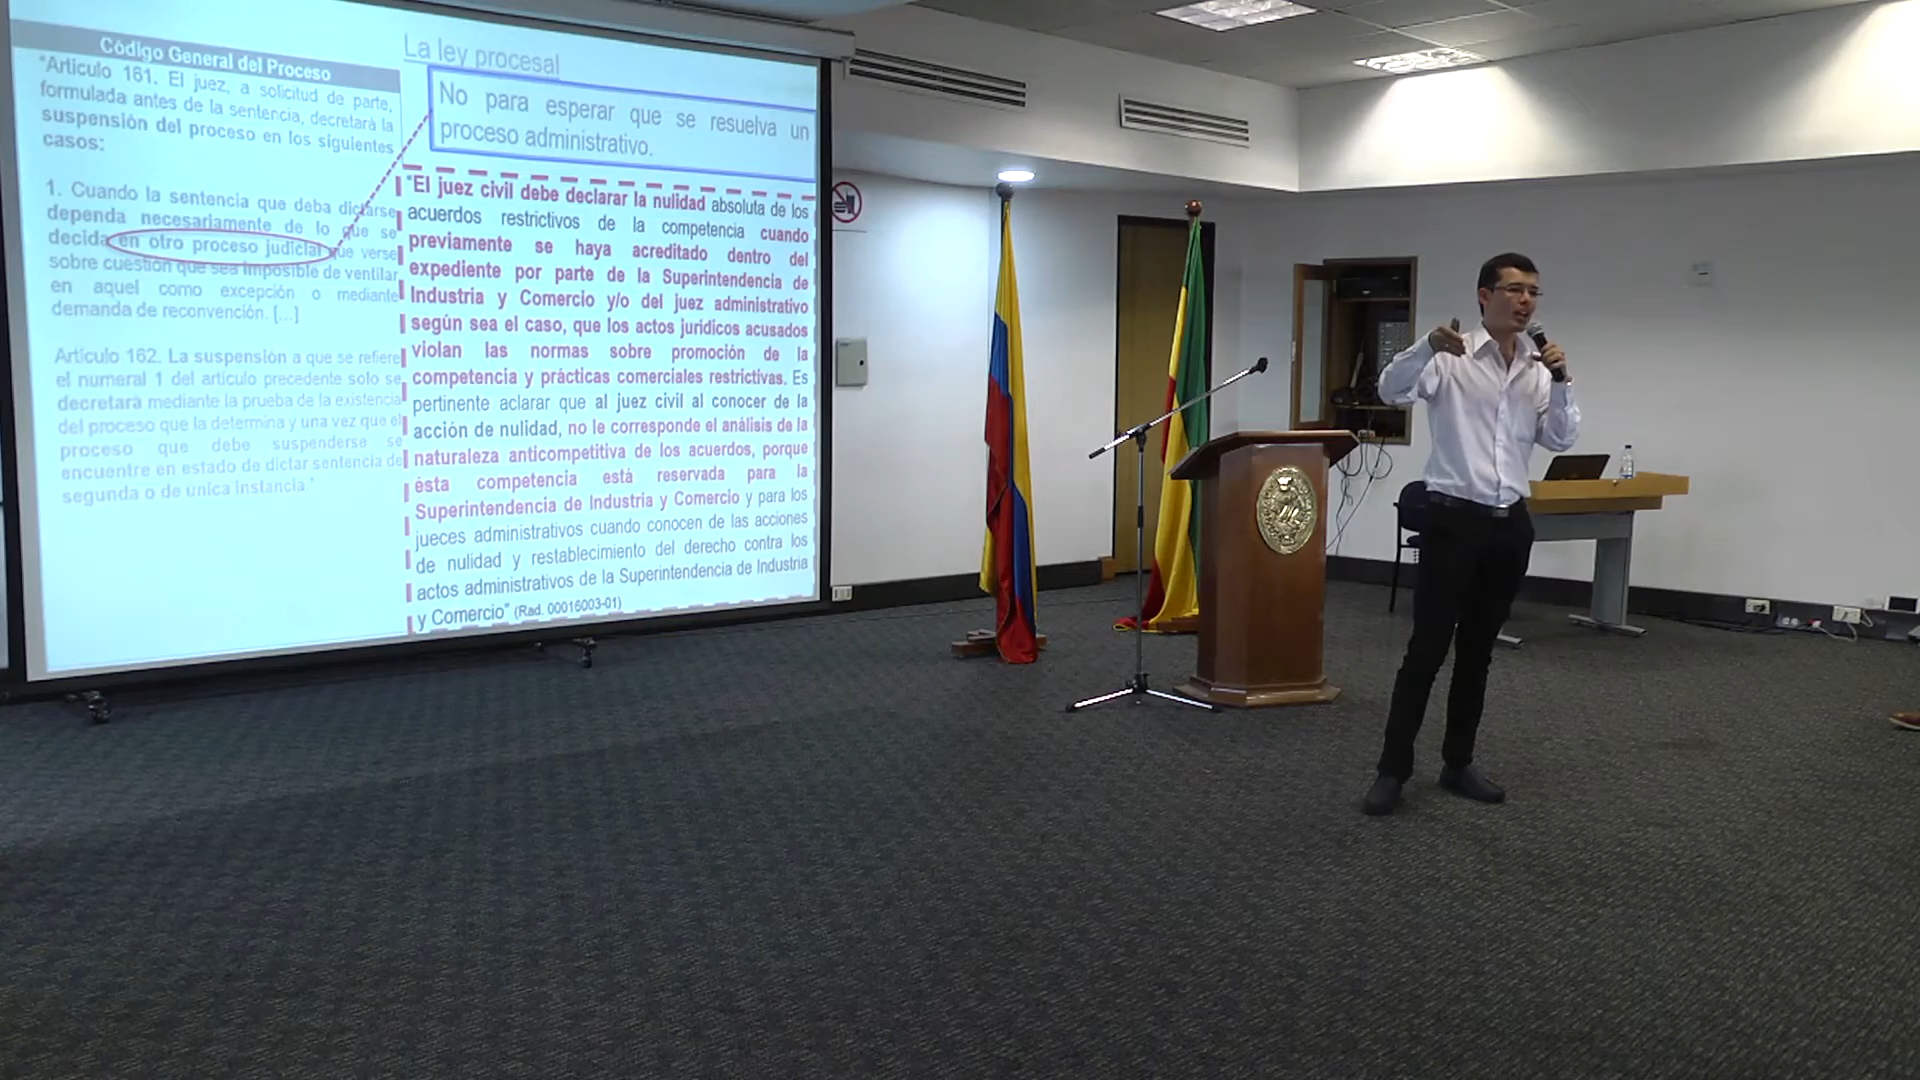 Código General del Proceso
"Artículo 161. El juez, a solicitud de parte,
formulada antes de la sentencia, decretará la
suspensión del proceso en los siguientes
casos:
1. Cuando la sentencia que deba dictarse
dependa necesariamente de lo que se
decida en otro proceso judicial que verse
sobre cuestión que sea imposible de ventilar
en aquel como excepción o mediante
demanda de reconvención. [...]
Artículo 162. La suspensión a que se refiere
el numeral 1 del artículo precedente solo se
decretará mediante la prueba de la existencia
del proceso que la determina y una vez que el
proceso que debe suspenderse se
encuentre en estado de dictar sentencia de
segunda o de única instancia."
La ley procesal
No para esperar que se resuelva un
proceso administrativo.
"El juez civil debe declarar la nulidad absoluta de los
acuerdos restrictivos de la competencia cuando
previamente se haya acreditado dentro del
expediente por parte de la Superintendencia de
Industria y Comercio y/o del juez administrativo
según sea el caso, que los actos jurídicos acusados
violan las normas sobre promoción de la
competencia y prácticas comerciales restrictivas. Es
pertinente aclarar que al juez civil al conocer de la
acción de nulidad, no le corresponde el análisis de la
naturaleza anticompetitiva de los acuerdos, porque
ésta competencia está reservada para la
Superintendencia de Industria y Comercio y para los
jueces administrativos cuando conocen de las acciones
de nulidad y restablecimiento del derecho contra los
actos administrativos de la Superintendencia de Industria
y Comercio" (Rad. 00016003-01)